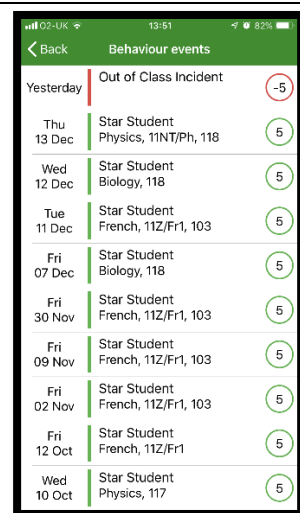 O2-UK 13:51 82%
Back Behaviour events
Yesterday Out of Class Incident -5
Thu Star Student
13 Dec Physics, 11NT/Ph, 118 5
Wed Star Student
12 Dec Biology, 118 5
Tue Star Student
11 Dec French, 11Z/Fr1, 103 5
Fri Star Student
07 Dec Biology, 118 5
Fri Star Student
30 Nov French, 11Z/Fr1, 103 5
Fri Star Student
09 Nov French, 11Z/Fr1, 103 5
Fri Star Student
02 Nov French, 11Z/Fr1, 103 5
Fri Star Student
12 Oct French, 11Z/Fr1 5
Wed Star Student
10 Oct Physics, 117 5